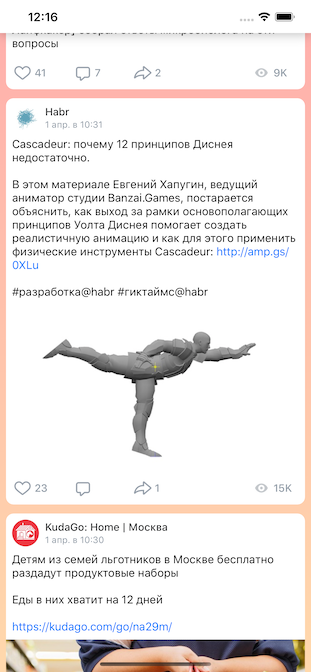 12:16
вопросы
41 7 2 9K
Habr
1 апр. в 10:31
Cascadeur: почему 12 принципов Диснея
недостаточно.
В этом материале Евгений Хапугин, ведущий
аниматор студии Banzai.Games, постарается
объяснить, как выход за рамки основополагающих
принципов Уолта Диснея помогает создать
реалистичную анимацию и как для этого применить
физические инструменты Cascadeur: http://amp.gs/
0XLu
#разработка@habr #гиктаймс@habr
23 1 15K
KudaGo: Home | Москва
1 апр. в 10:30
Детям из семей льготников в Москве бесплатно
раздадут продуктовые наборы
Еды в них хватит на 12 дней
https://kudago.com/go/na29m/